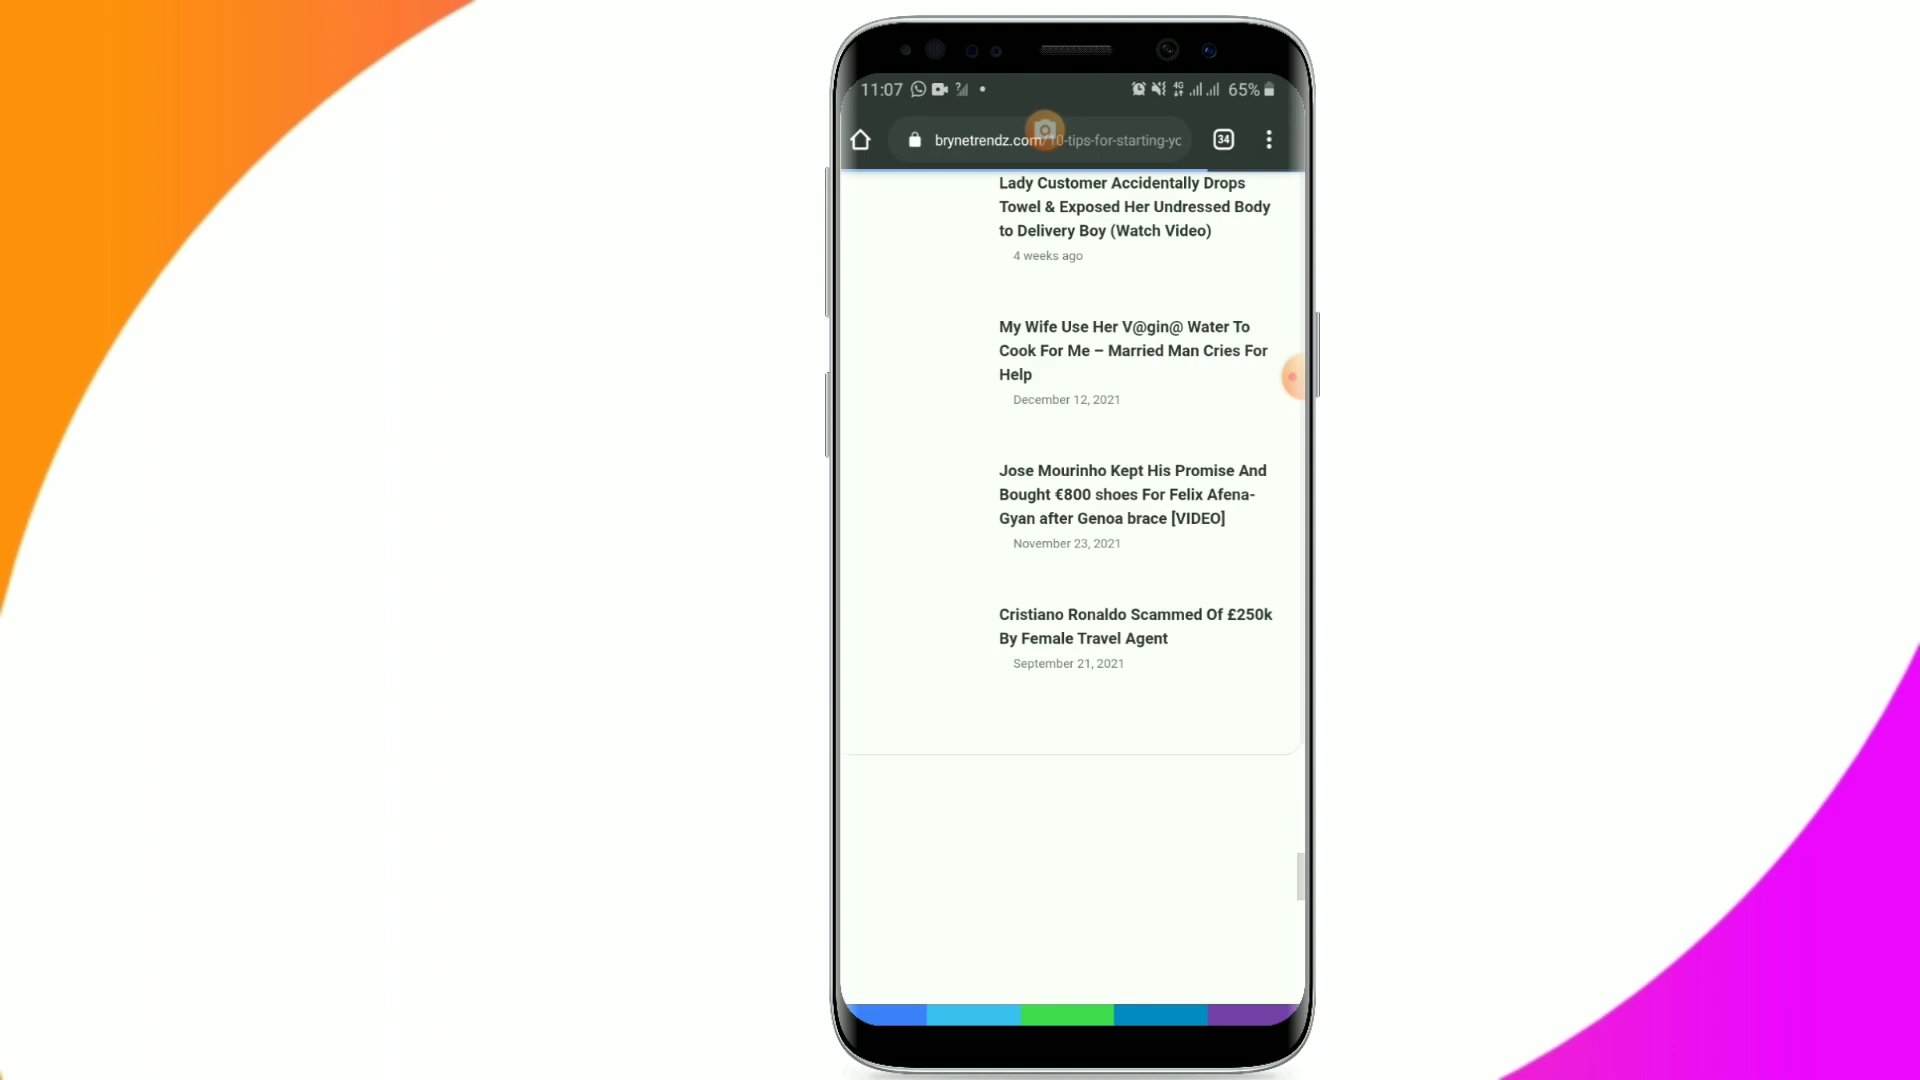 11:07 65%
brynetrendz.com/10-tips-for-starting-yo
34
Lady Customer Accidentally Drops
Towel & Exposed Her Undressed Body
to Delivery Boy (Watch Video)
4 weeks ago
My Wife Use Her V@gin@ Water To
Cook For Me – Married Man Cries For
Help
December 12, 2021
Jose Mourinho Kept His Promise And
Bought €800 shoes For Felix Afena-
Gyan after Genoa brace [VIDEO]
November 23, 2021
Cristiano Ronaldo Scammed Of £250k
By Female Travel Agent
September 21, 2021